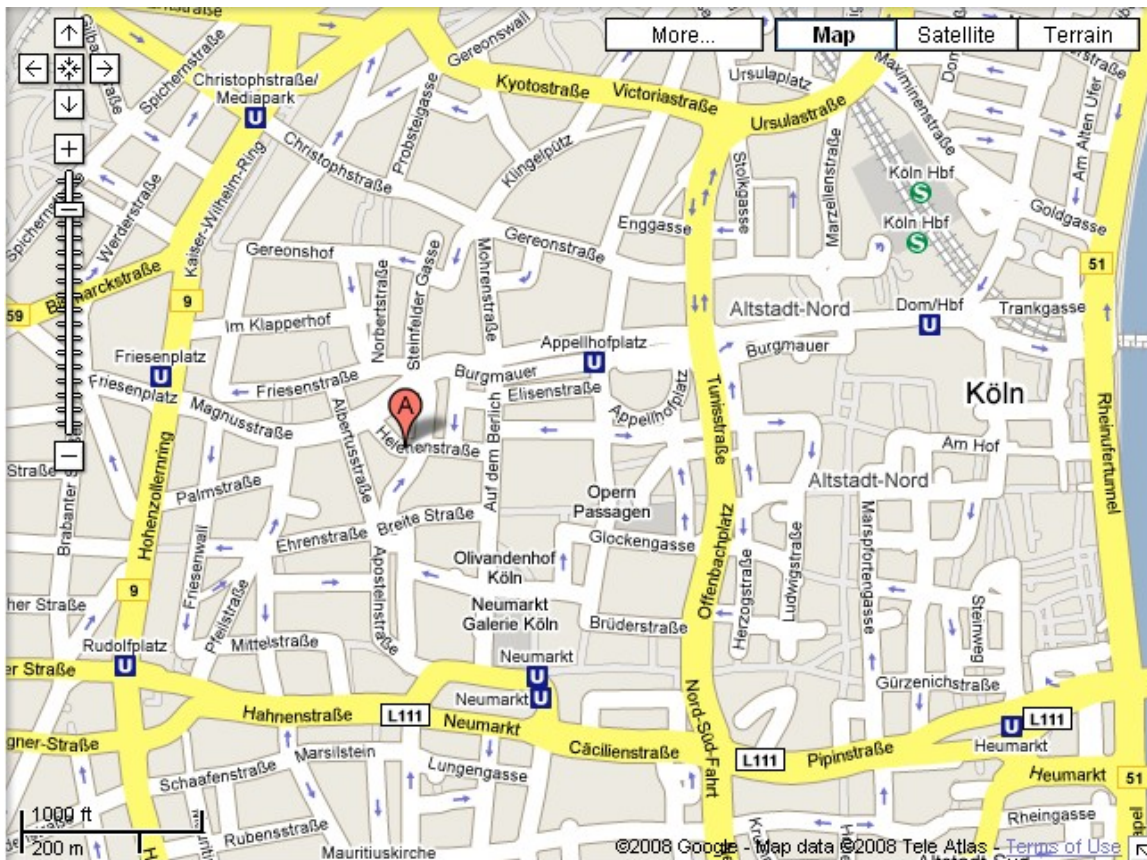 More...
Map
Satellite
Terrain
Gereonswall
Ursulaplatz
Spichernstraße
Christophstraße/
Mediapark
Kyotostraße
Victoriastraße
Ursulastraße
Maximinenstraße
Am Alten Ufer
Probsteigasse
Klingelpütz
Christophstraße
Stolkgasse
Marzellenstraße
Köln Hbf
Köln Hbf
Goldgasse
Werderstraße
Kaiser-Wilhelm-Ring
Gereonshof
Gereonstraße
Enggasse
Bismarckstraße
59
9
51
Norbertstraße
Steinfelder Gasse
Mohrenstraße
Altstadt-Nord
Dom/Hbf
Trankgasse
Im Klapperhof
Friesenplatz
Appellhofplatz
Burgmauer
Burgmauer
Friesenstraße
Elisenstraße
Friesenplatz
Magnusstraße
Albertusstraße
A
Helenenstraße
Auf dem Berlich
Appellhofplatz
Tunisstraße
Köln
Am Hof
Rheinufertunnel
Altstadt-Nord
Palmstraße
Opern
Passagen
Brabanter
Hohenzollernring
Friesenwall
Ehrenstraße
Breite Straße
Glockengasse
Marspfortengasse
Olivandenhof
Köln
Offenbachplatz
Herzogstraße
Ludwigstraße
9
Apostelnstraße
Neumarkt
Galerie Köln
Brüderstraße
Steinweg
Pfeilstraße
Mittelstraße
Rudolfplatz
Neumarkt
Neumarkt
Gürzenichstraße
Hahnenstraße
L111
Neumarkt
Nord-Süd-Fahrt
L111
Heumarkt
Marsilstein
Cäcilienstraße
L111
Pipinstraße
Schaafenstraße
Lungengasse
Heumarkt
51
1000 ft
200 m
Rubensstraße
Mauritiuskirche
Rheingasse
©2008 Google - Map data ©2008 Tele Atlas - Terms of Use